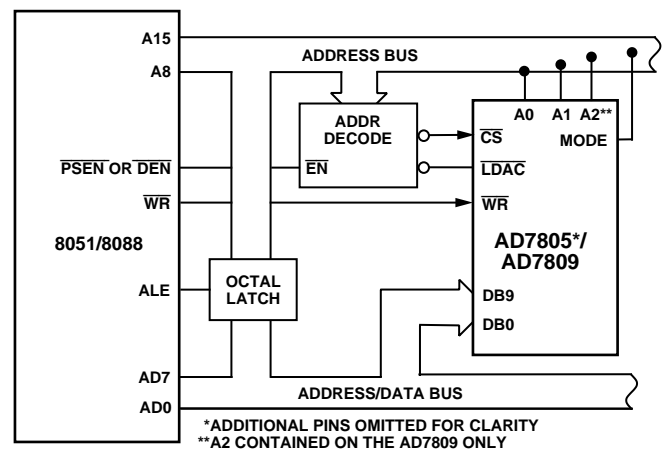 A15
ADDRESS BUS
A8
ADDR
DECODE
A0 A1 A2**
CS
MODE
PSEN OR DEN
EN
LDAC
WR
WR
8051/8088
AD7805*/
AD7809
ALE
OCTAL
LATCH
DB9
DB0
AD7
ADDRESS/DATA BUS
AD0
*ADDITIONAL PINS OMITTED FOR CLARITY
**A2 CONTAINED ON THE AD7809 ONLY